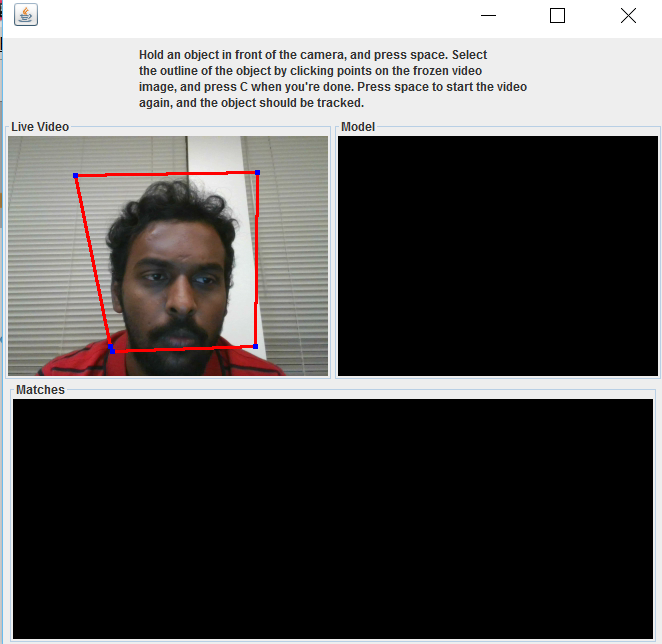 Hold an object in front of the camera, and press space. Select
the outline of the object by clicking points on the frozen video
image, and press C when you're done. Press space to start the video
again, and the object should be tracked.
Live Video
Model
Matches